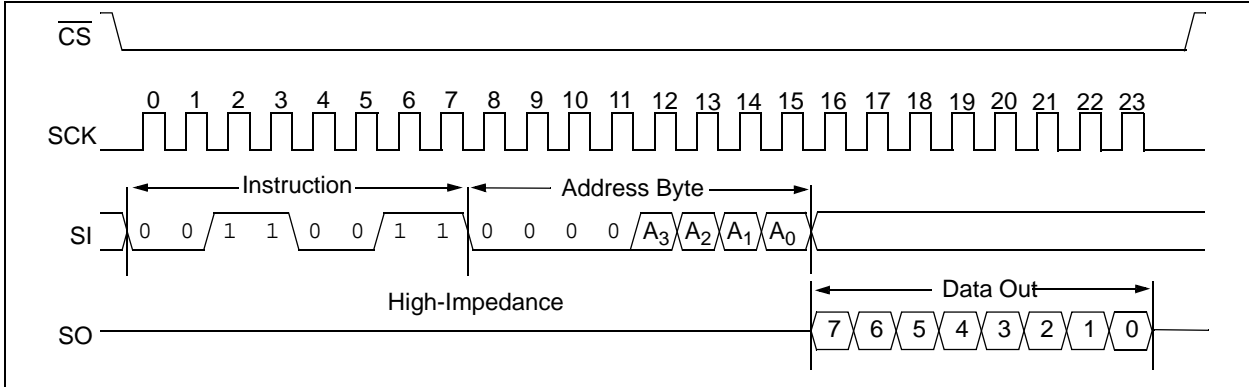 CS
0 1 2 3 4 5 6 7 8 9 10 11 12 13 14 15 16 17 18 19 20 21 22 23
SCK
Instruction Address Byte
SI 0 0 1 1 0 0 1 1 0 0 0 0 A3 A2 A1 A0
Data Out
High-Impedance
SO 7 6 5 4 3 2 1 0